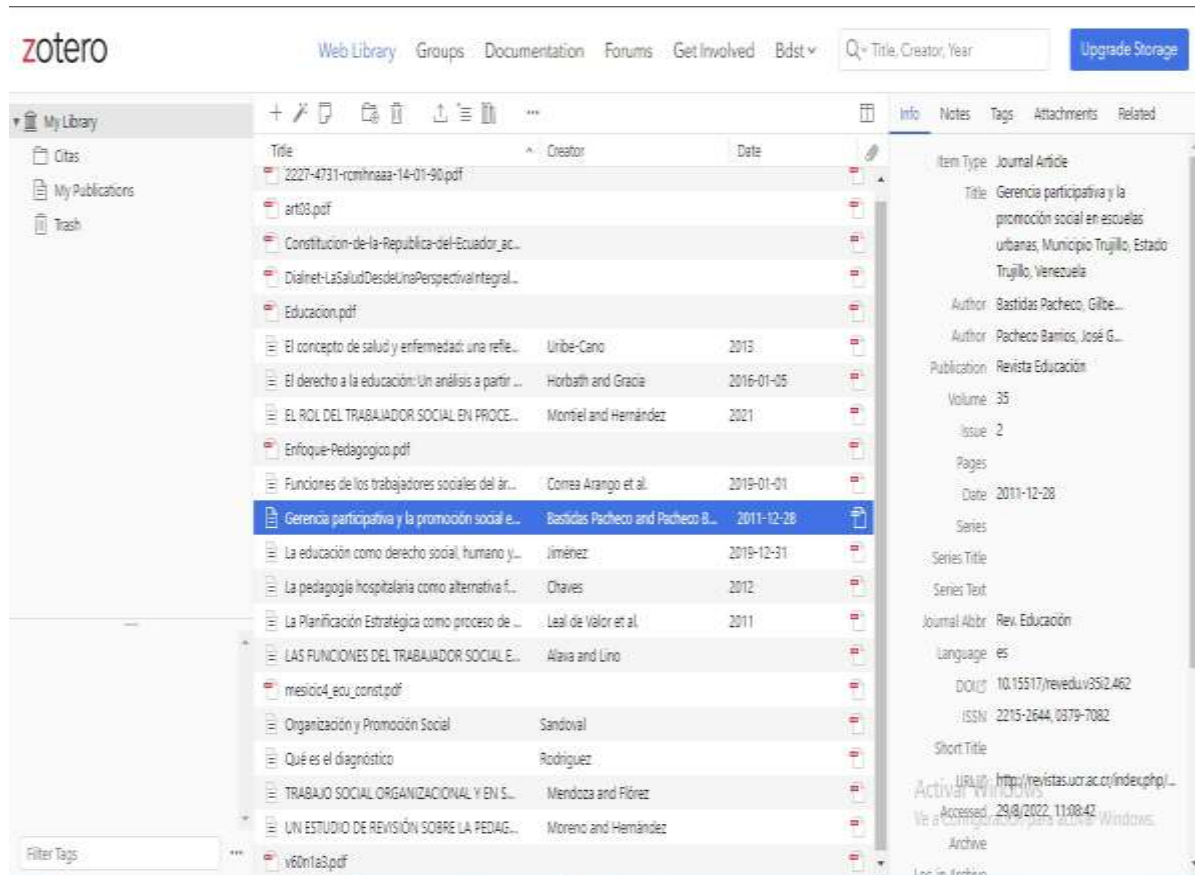 zotero
Web Library Groups Documentation Forums Get Involved Bdst
Title, Creator, Year
Upgrade Storage
My Library
Citas
My Publications
Trash
Filter Tags
Title Creator Date
2227-4731-rcmhnaaa-14-01-90.pdf
art03.pdf
Constitucion-de-la-Republica-del-Ecuador_ac...
Dialnet-LaSaludDesdeUnaPerspectivaIntegral...
Educacion.pdf
El concepto de salud y enfermedad: una refle... Uribe-Cano 2013
El derecho a la educación: Un análisis a partir ... Horbath and Gracia 2016-01-05
EL ROL DEL TRABAJADOR SOCIAL EN PROCE... Montiel and Hernández 2021
Enfoque-Pedagogico.pdf
Funciones de los trabajadores sociales del ár... Correa Arango et al. 2019-01-01
Gerencia participativa y la promoción social e... Bastidas Pacheco and Pacheco B... 2011-12-28
La educación como derecho social, humano y... Jiménez 2019-12-31
La pedagogía hospitalaria como alternativa f... Chaves 2012
La Planificación Estratégica como proceso de ... Leal de Válor et al. 2011
LAS FUNCIONES DEL TRABAJADOR SOCIAL E... Alava and Lino
mesicic4_ecu_const.pdf
Organización y Promoción Social Sandoval
Qué es el diagnóstico Rodriguez
TRABAJO SOCIAL ORGANIZACIONAL Y EN S... Mendoza and Flórez
UN ESTUDIO DE REVISIÓN SOBRE LA PEDAG... Moreno and Hernández
v60n1a3.pdf
Info Notes Tags Attachments Related
Item Type Journal Article
Title Gerencia participativa y la
promoción social en escuelas
urbanas, Municipio Trujillo, Estado
Trujillo, Venezuela
Author Bastidas Pacheco, Gilbe...
Author Pacheco Barrios, José G...
Publication Revista Educación
Volume 35
Issue 2
Pages
Date 2011-12-28
Series
Series Title
Series Text
Journal Abbr Rev. Educación
Language es
DOI 10.15517/revedu.v35i2.462
ISSN 2215-2644, 0379-7082
Short Title
URL http://revistas.ucr.ac.cr/index.php/...
Activar Windows
Accessed 29/8/2022, 11:08:47
Ve a Configuración para activar Windows.
Archive
Loc. in Archive